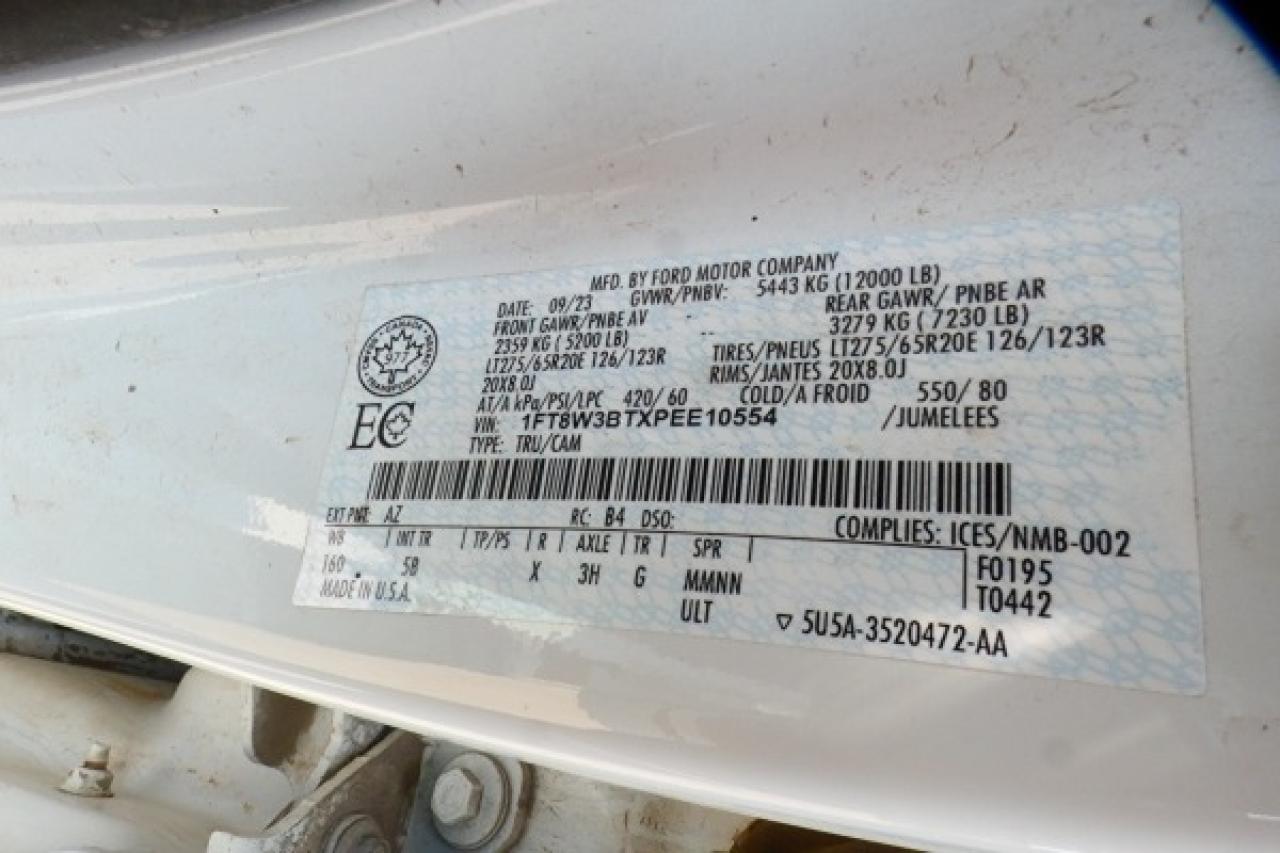 MFD. BY FORD MOTOR COMPANY
DATE: 09/23 GVWR/PNBV: 5443 KG (12000 LB)
FRONT GAWR/PNBE AV REAR GAWR/ PNBE AR
2359 KG ( 5200 LB) 3279 KG ( 7230 LB)
LT275/65R20E 126/123R TIRES/PNEUS LT275/65R20E 126/123R
20X8.0J RIMS/JANTES 20X8.0J
AT/A kPa/PSI/LPC 420/ 60 COLD/A FROID 550/ 80
VIN: 1FT8W3BTXPEE10554 /JUMELEES
TYPE: TRU/CAM
CANADA
TRANSPORT
977
EC
EXT PNT: AZ RC: B4 DSO: COMPLIES: ICES/NMB-002
WB INT TR TP/PS R AXLE TR SPR F0195
160 5B X 3H G MMNN T0442
MADE IN U.S.A. ULT 5U5A-3520472-AA